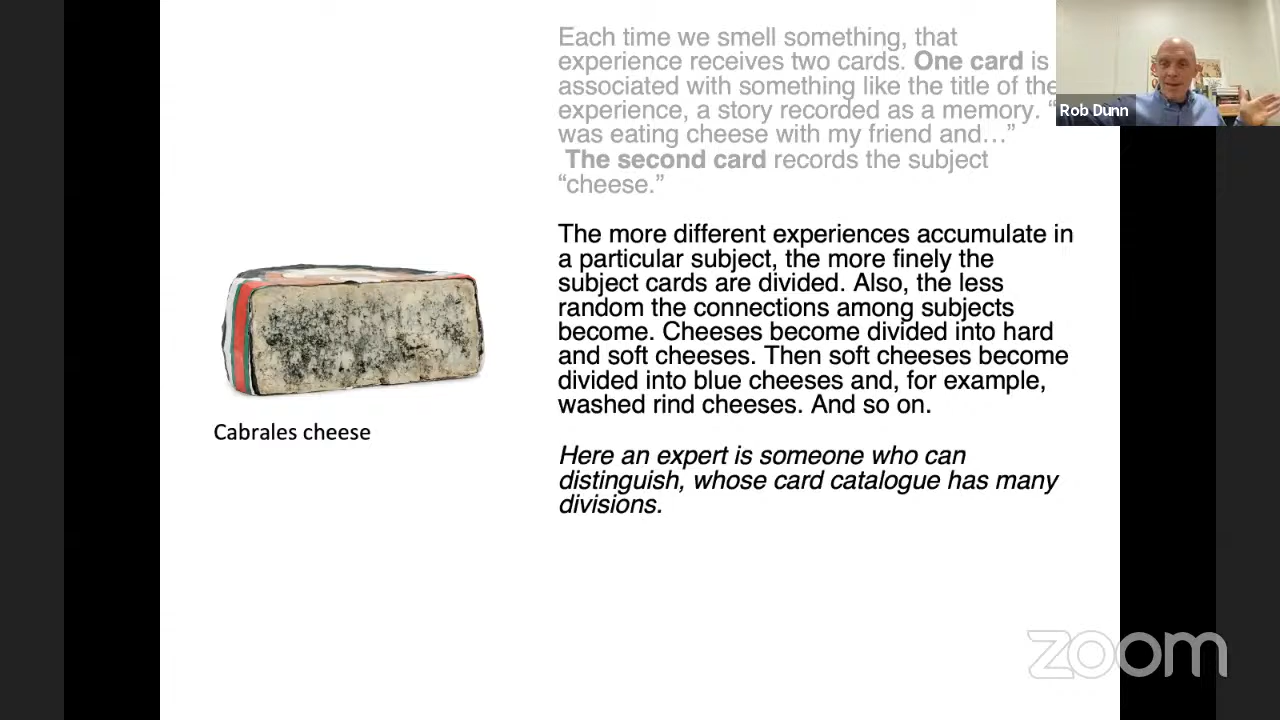 Each time we smell something, that
experience receives two cards. One card is
associated with something like the title of the
experience, a story recorded as a memory. “
was eating cheese with my friend and…”
The second card records the subject
“cheese.”
Rob Dunn
The more different experiences accumulate in
a particular subject, the more finely the
subject cards are divided. Also, the less
random the connections among subjects
become. Cheeses become divided into hard
and soft cheeses. Then soft cheeses become
divided into blue cheeses and, for example,
washed rind cheeses. And so on.
Cabrales cheese
Here an expert is someone who can
distinguish, whose card catalogue has many
divisions.
zoom